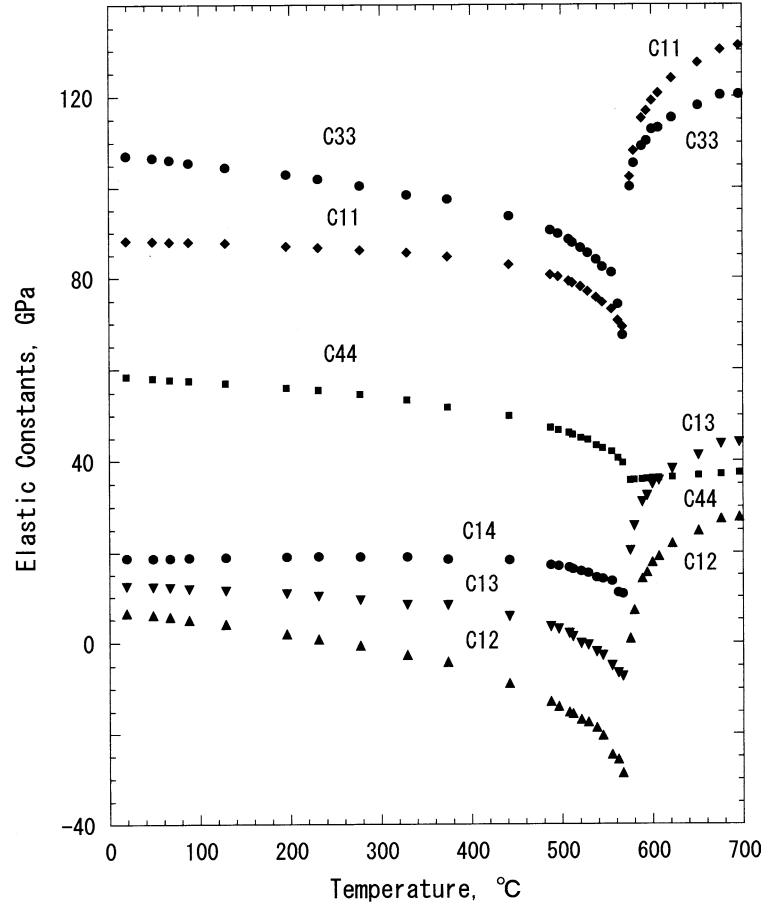 120
80
40
0
-40
0 100 200 300 400 500 600 700
Elastic Constants, GPa
Temperature, °C
C33
C11
C44
C14
C13
C12
C11
C33
C13
C44
C12